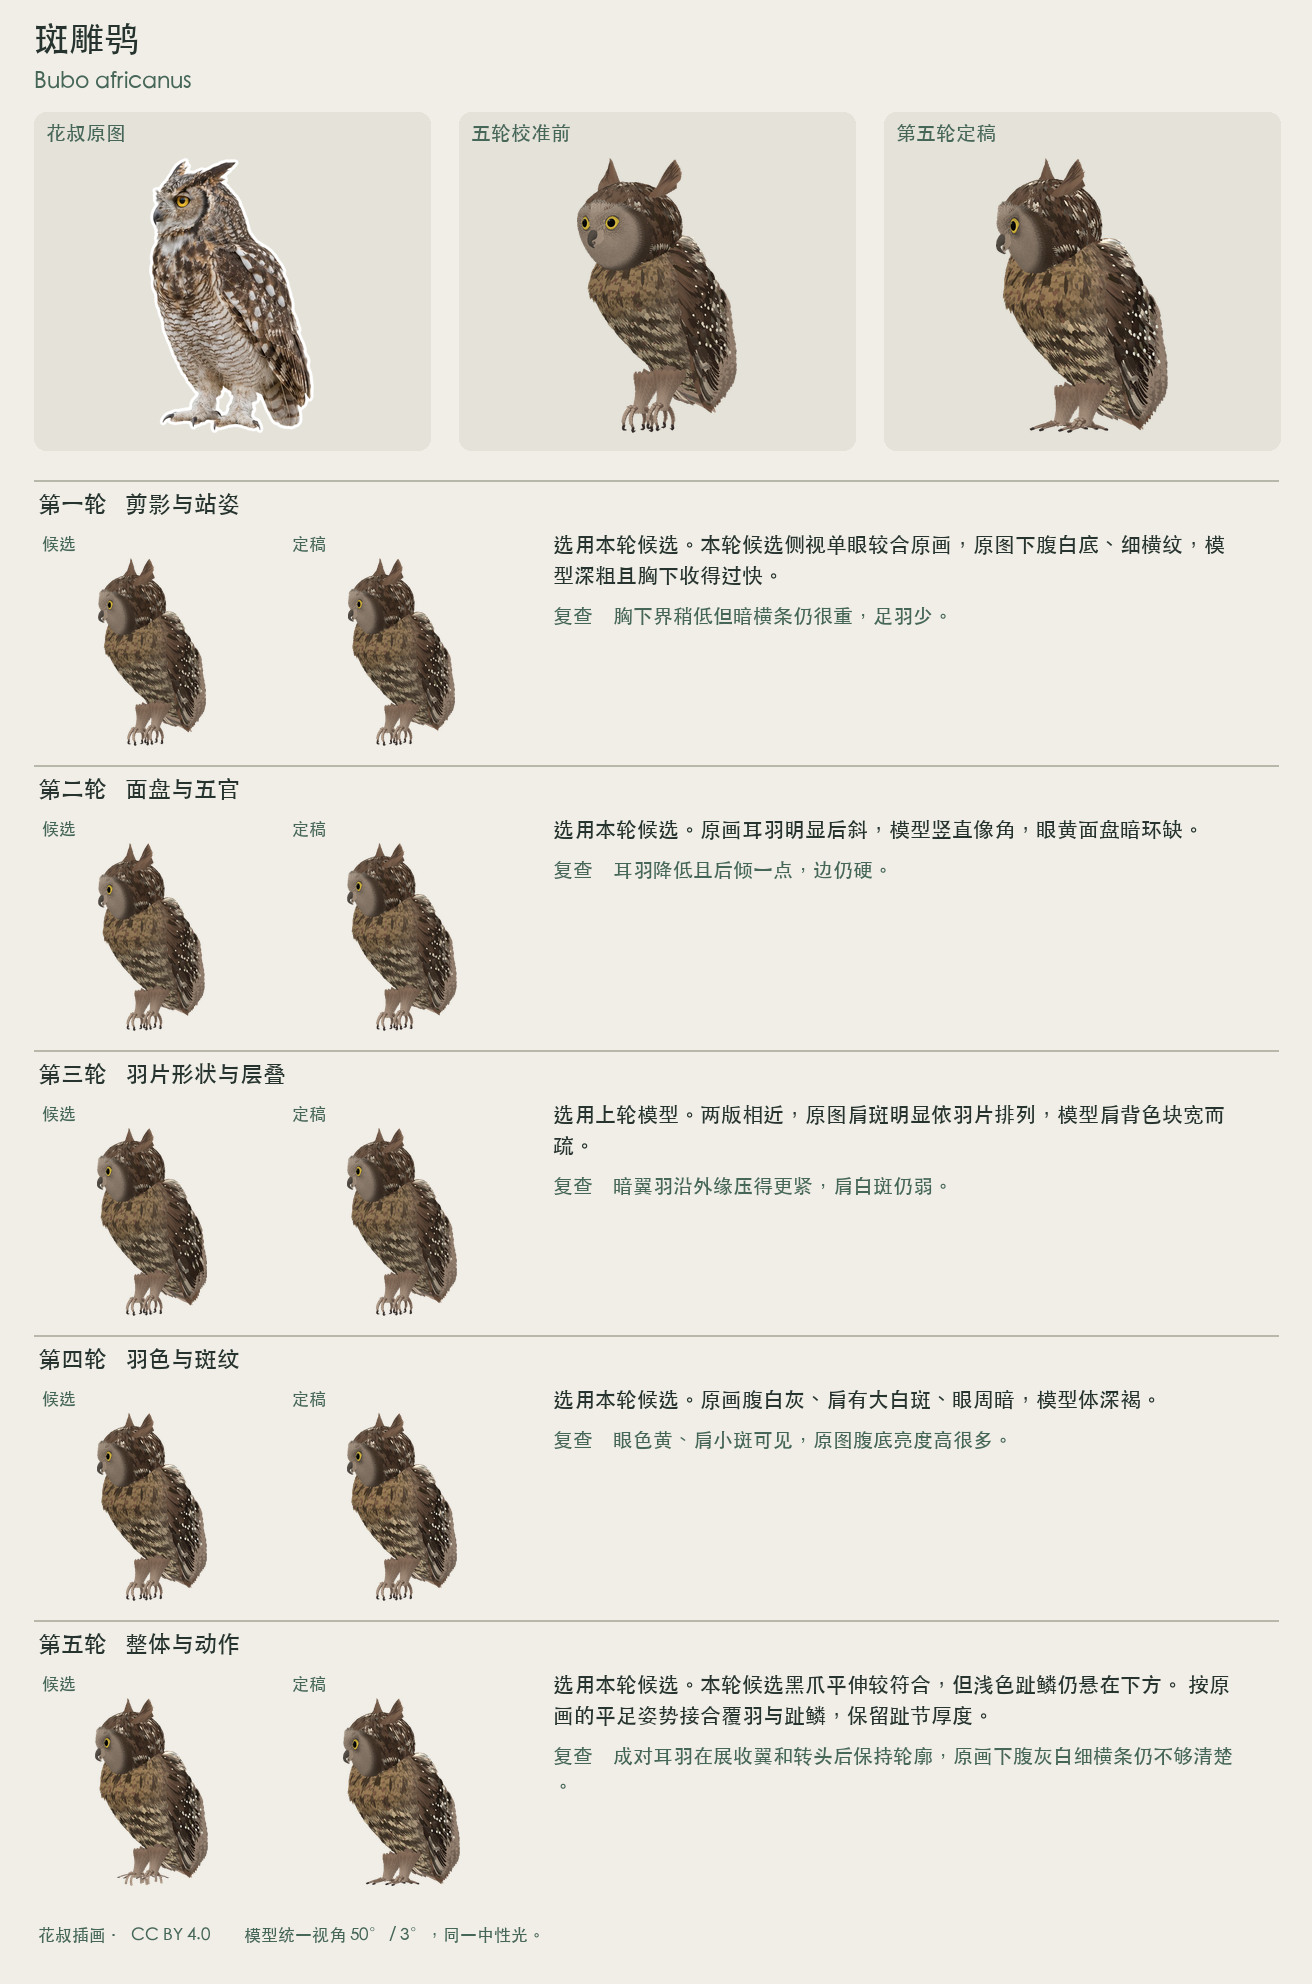 斑雕鸮
Bubo africanus
花叔原图
五轮校准前
第五轮定稿
第一轮 剪影与站姿
候选
定稿
选用本轮候选。本轮候选侧视单眼较合原画，原图下腹白底、细横纹，模
型深粗且胸下收得过快。
复查 胸下界稍低但暗横条仍很重，足羽少。
第二轮 面盘与五官
候选
定稿
选用本轮候选。原画耳羽明显后斜，模型竖直像角，眼黄面盘暗环缺。
复查 耳羽降低且后倾一点，边仍硬。
第三轮 羽片形状与层叠
候选
定稿
选用上轮模型。两版相近，原图肩斑明显依羽片排列，模型肩背色块宽而
疏。
复查 暗翼羽沿外缘压得更紧，肩白斑仍弱。
第四轮 羽色与斑纹
候选
定稿
选用本轮候选。原画腹白灰、肩有大白斑、眼周暗，模型体深褐。
复查 眼色黄、肩小斑可见，原图腹底亮度高很多。
第五轮 整体与动作
候选
定稿
选用本轮候选。本轮候选黑爪平伸较符合，但浅色趾鳞仍悬在下方。 按原
画的平足姿势接合覆羽与趾鳞，保留趾节厚度。
复查 成对耳羽在展收翼和转头后保持轮廓，原画下腹灰白细横条仍不够清楚
。
花叔插画 · CC BY 4.0 模型统一视角 50° / 3°，同一中性光。